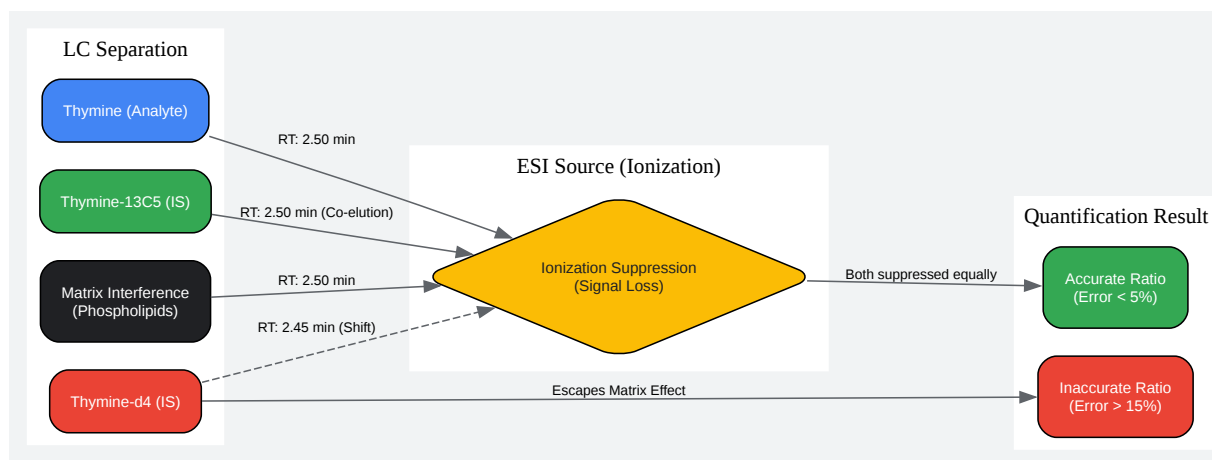 LC Separation
Thymine (Analyte)
RT: 2.50 min
Thymine-13C5 (IS)
RT: 2.50 min (Co-elution)
Matrix Interference
(Phospholipids)
RT: 2.50 min
Thymine-d4 (IS)
RT: 2.45 min (Shift)
Escapes Matrix Effect
ESI Source (Ionization)
Ionization Suppression
(Signal Loss)
Both suppressed equally
Quantification Result
Accurate Ratio
(Error < 5%)
Inaccurate Ratio
(Error > 15%)